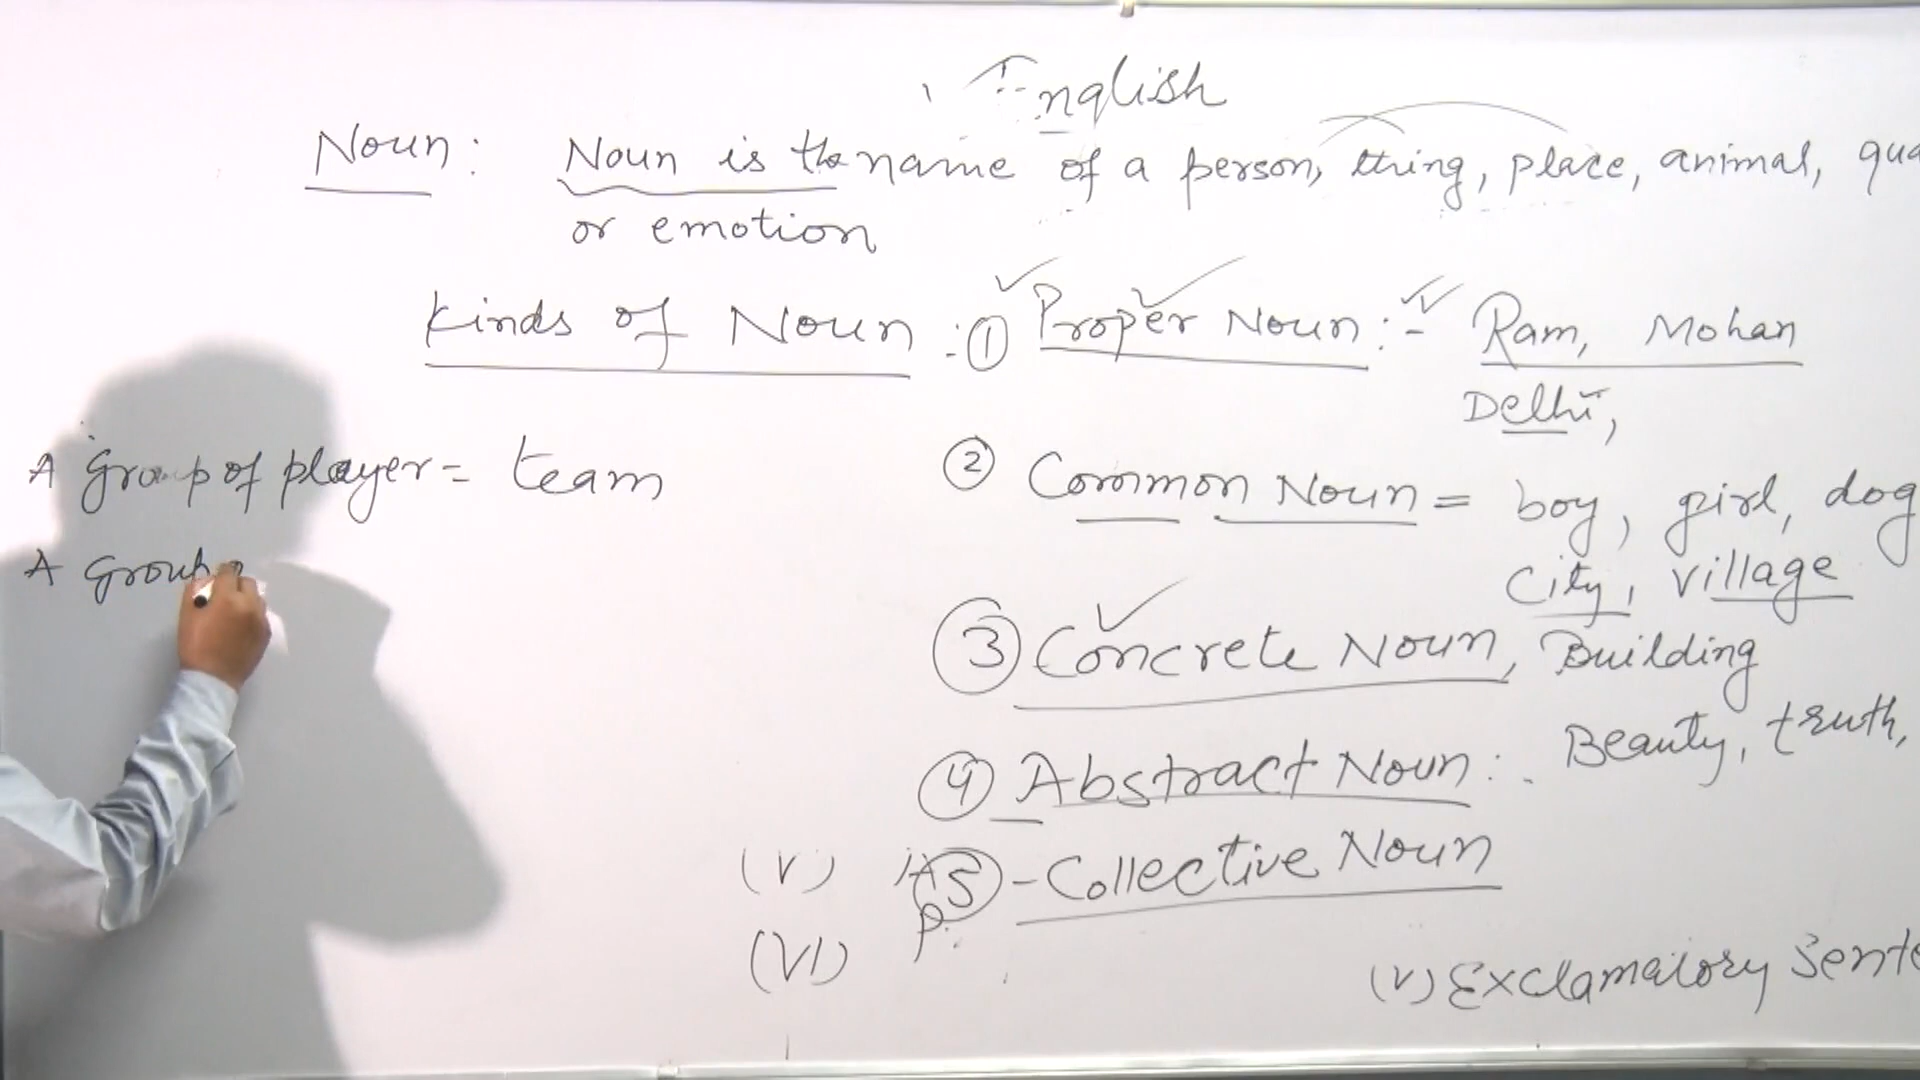 English
Noun: Noun is the name of a person, thing, place, animal, qua
or emotion
Kinds of Noun :- ① Proper Noun :- Ram, Mohan
Delhi,
A group of player = team
② Common Noun = boy, girl, dog
City, Village
A Group
③ Concrete Noun, Building
④ Abstract Noun : Beauty, truth,
(V) ⑤ - Collective Noun
(VI)
(V) Exclamatory Sente